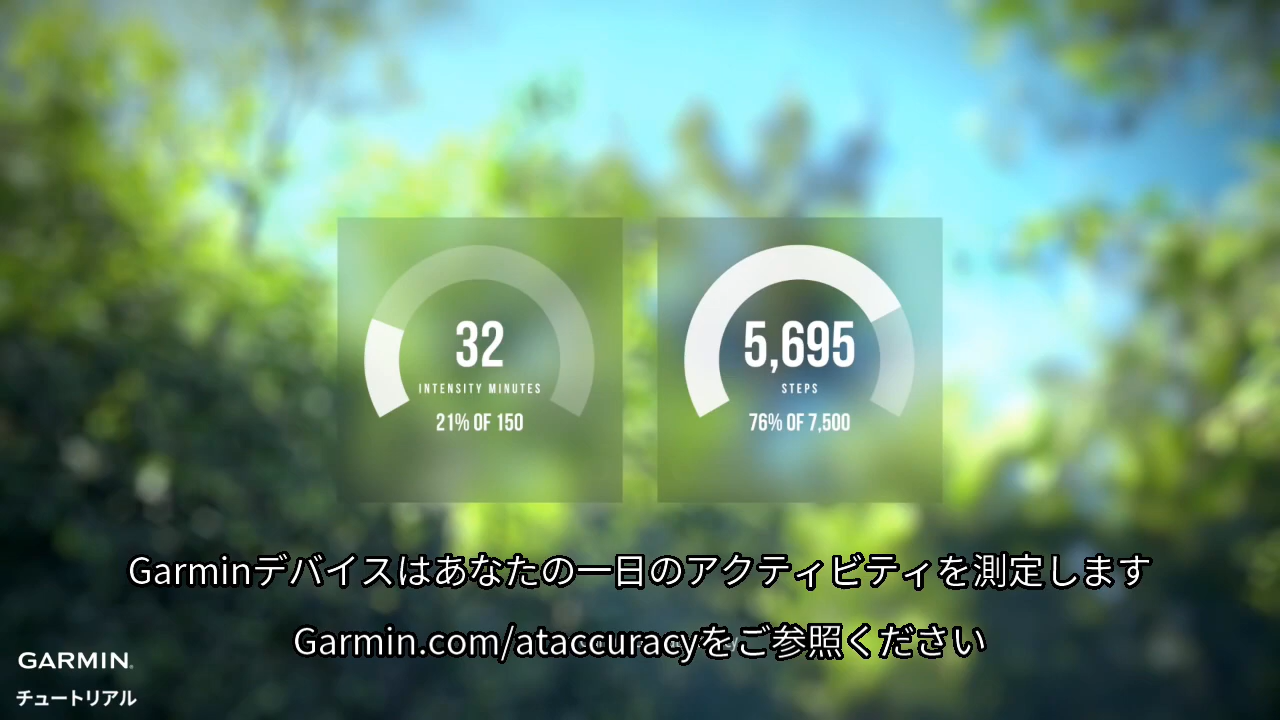 32
INTENSITY MINUTES
21% OF 150
5,695
STEPS
76% OF 7,500
Garminデバイスはあなたの一日のアクティビティを測定します
Garmin.com/ataccuracyをご参照ください
GARMIN.
チュートリアル